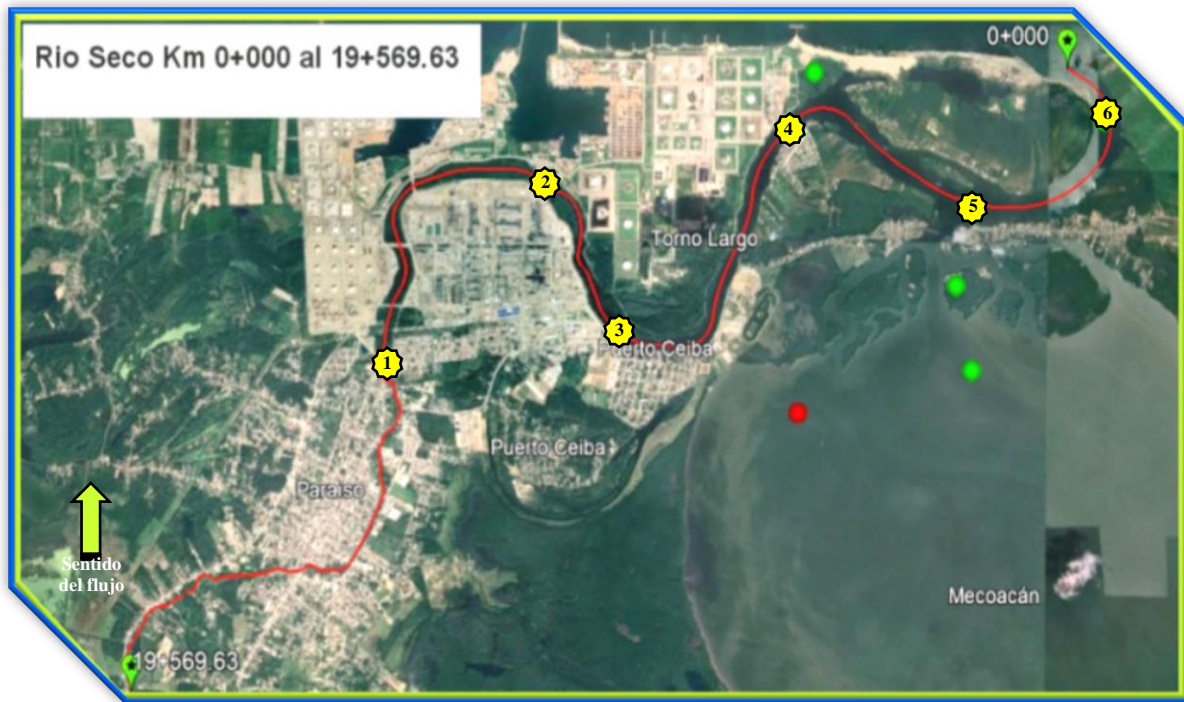 Rio Seco Km 0+000 al 19+569.63
0+000
6
4
2
5
Torno Largo
3
Puerto Ceiba
1
Puerto Ceiba
Paraiso
Sentido
del flujo
Mecoacán
19+569.63